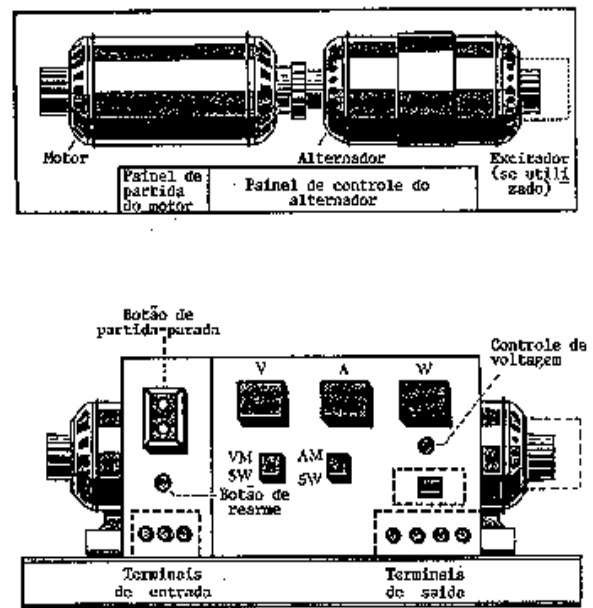 Motor
Alternador
Excitador
(se utili
zado)
Painel de
partida
do motor
Painel de controle do
alternador
Botão de
partida-parada
Controle de
voltagem
V
A
W
VM
SW
AM
SW
Botão de
rearme
Terminais
de entrada
Terminais
de saída